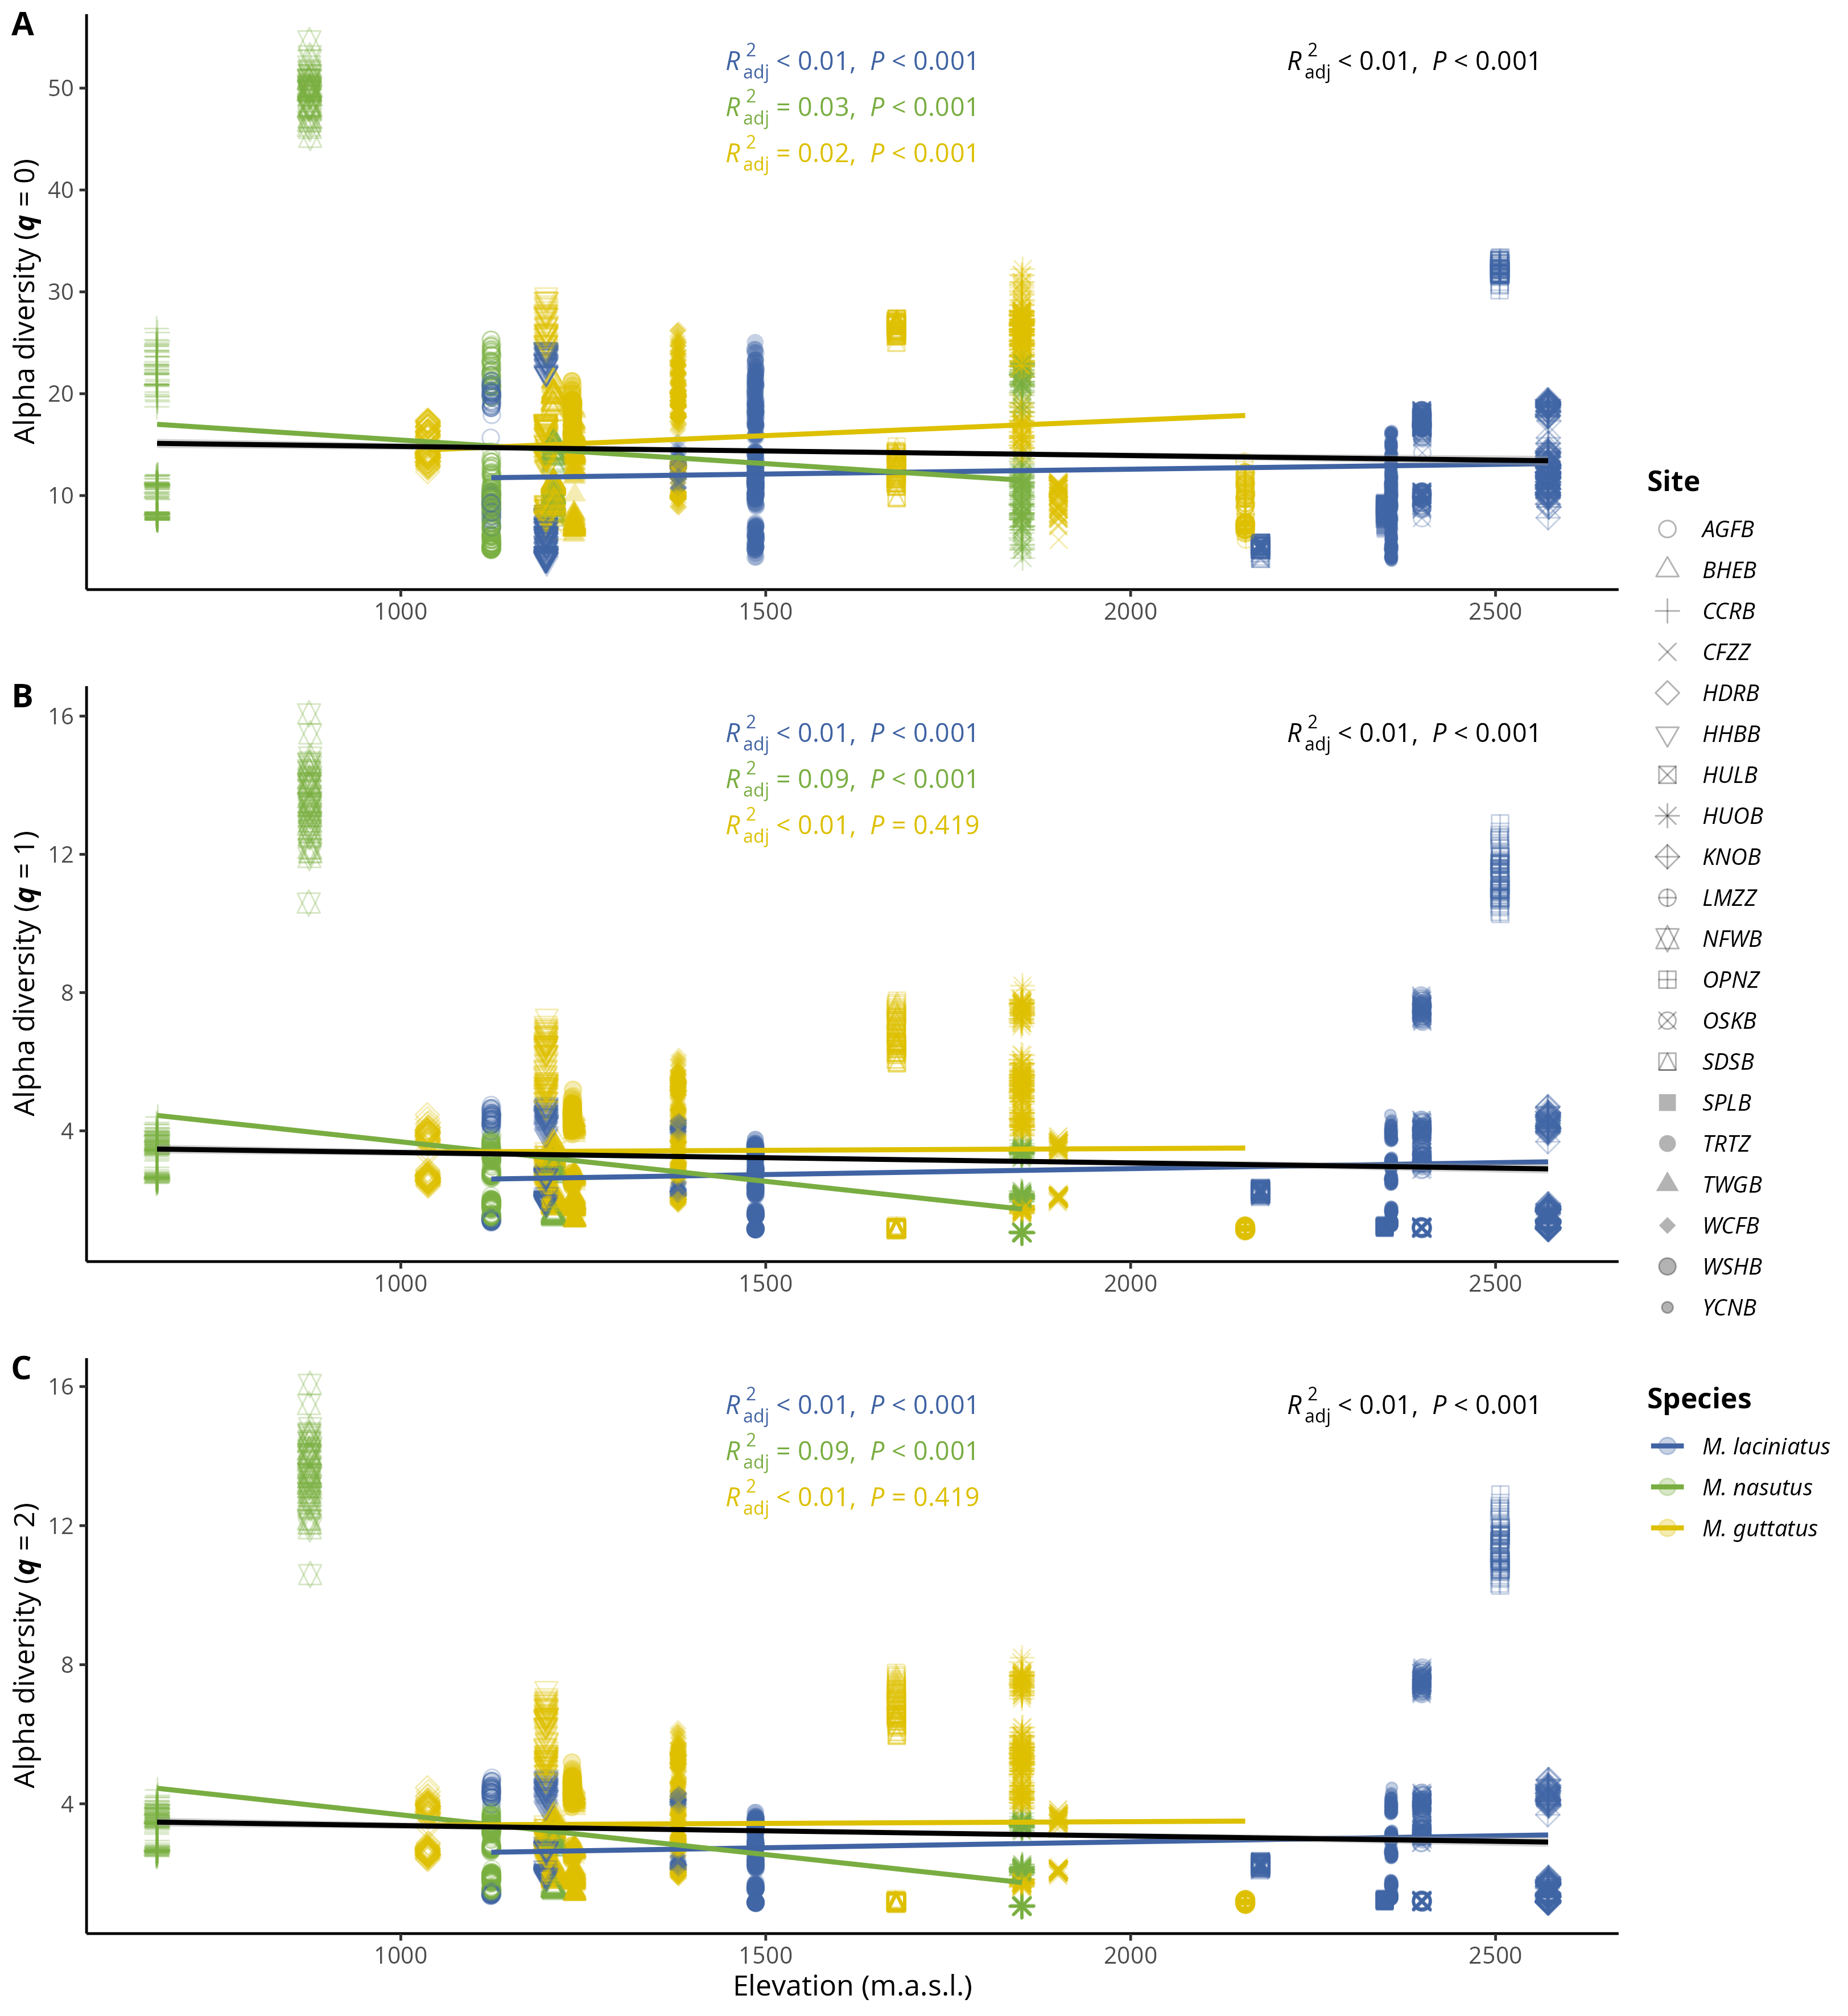 A
Alpha diversity (q = 0)
50
40
30
20
10
R²adj < 0.01, P < 0.001
R²adj = 0.03, P < 0.001
R²adj = 0.02, P < 0.001
R²adj < 0.01, P < 0.001
1000 1500 2000 2500
B
Alpha diversity (q = 1)
16
12
8
4
R²adj < 0.01, P < 0.001
R²adj = 0.09, P < 0.001
R²adj < 0.01, P = 0.419
R²adj < 0.01, P < 0.001
1000 1500 2000 2500
C
Alpha diversity (q = 2)
16
12
8
4
R²adj < 0.01, P < 0.001
R²adj = 0.09, P < 0.001
R²adj < 0.01, P = 0.419
R²adj < 0.01, P < 0.001
1000 1500 2000 2500
Elevation (m.a.s.l.)
Site
AGFB
BHEB
CCRB
CFZZ
HDRB
HHBB
HULB
HUOB
KNOB
LMZZ
NFWB
OPNZ
OSKB
SDSB
SPLB
TRTZ
TWGB
WCFB
WSHB
YCNB
Species
M. laciniatus
M. nasutus
M. guttatus